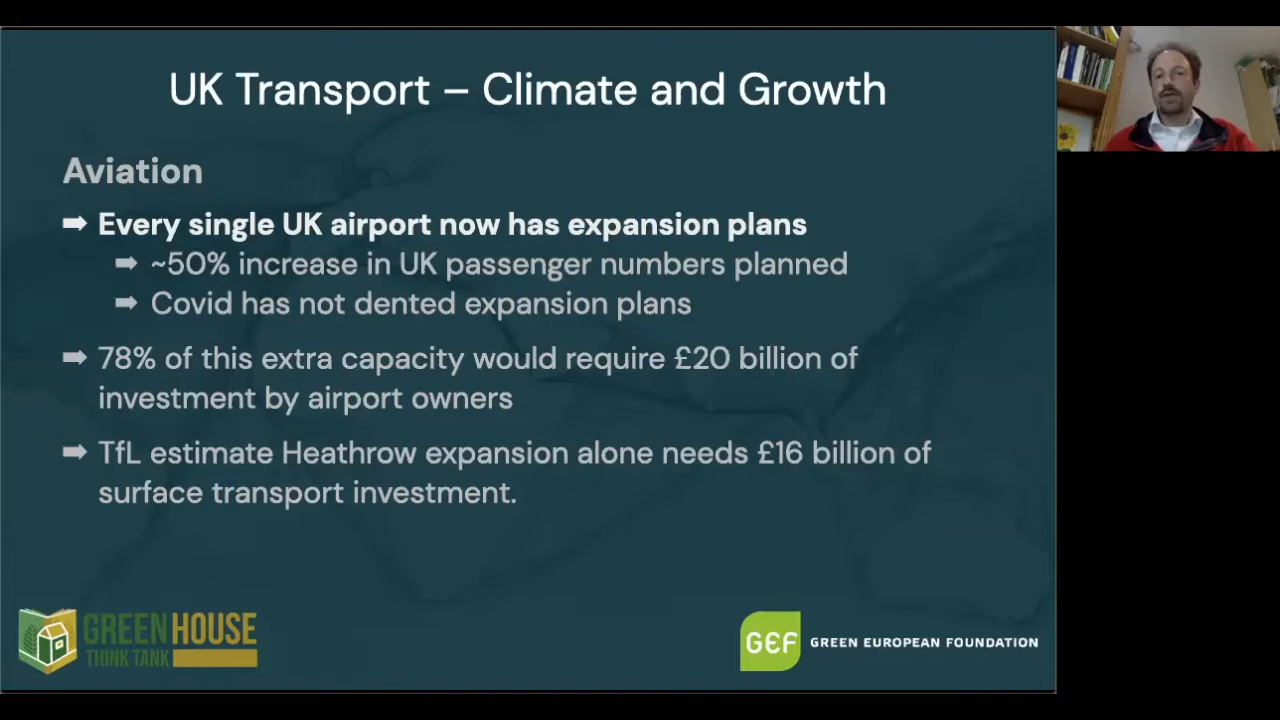 UK Transport – Climate and Growth
Aviation
➡ Every single UK airport now has expansion plans
➡ ~50% increase in UK passenger numbers planned
➡ Covid has not dented expansion plans
➡ 78% of this extra capacity would require £20 billion of
investment by airport owners
➡ TfL estimate Heathrow expansion alone needs £16 billion of
surface transport investment.
GREEN HOUSE
THINK TANK
GEF GREEN EUROPEAN FOUNDATION